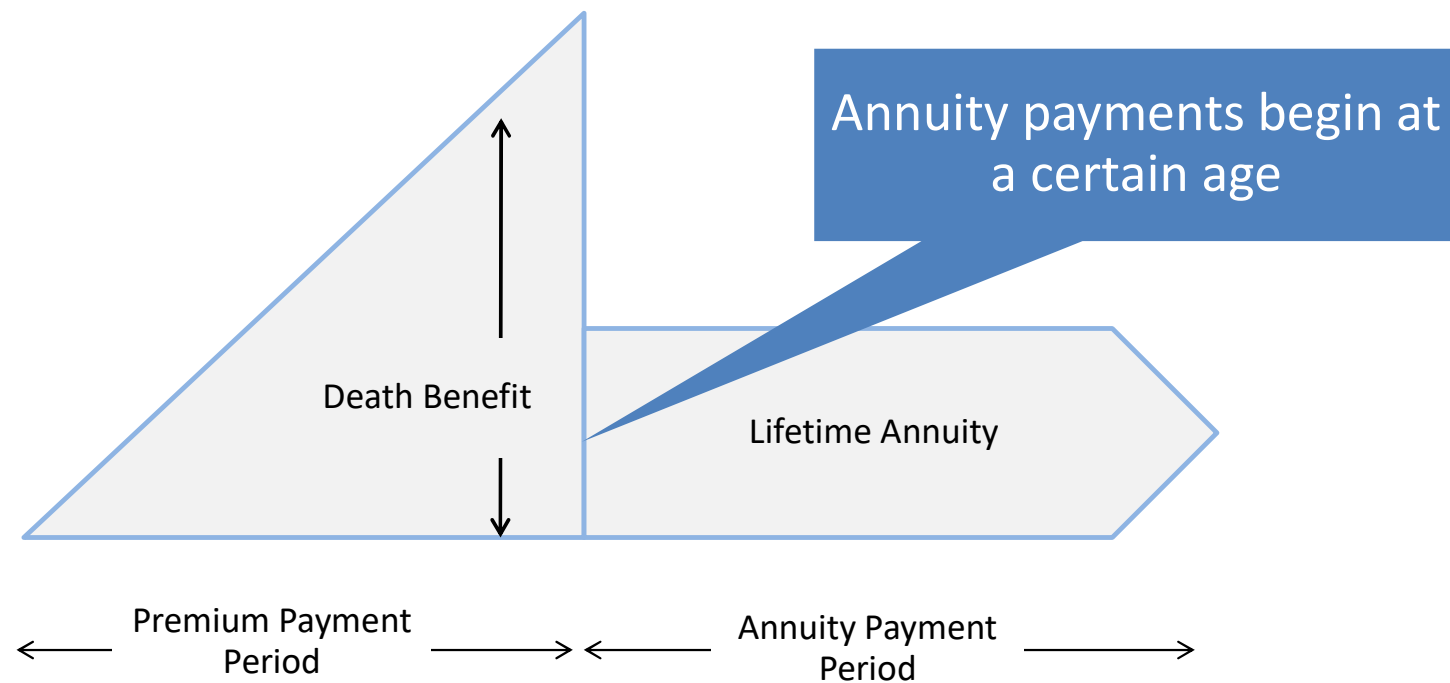 Annuity payments begin at
a certain age
Death Benefit
Lifetime Annuity
Premium Payment
Period
Annuity Payment
Period